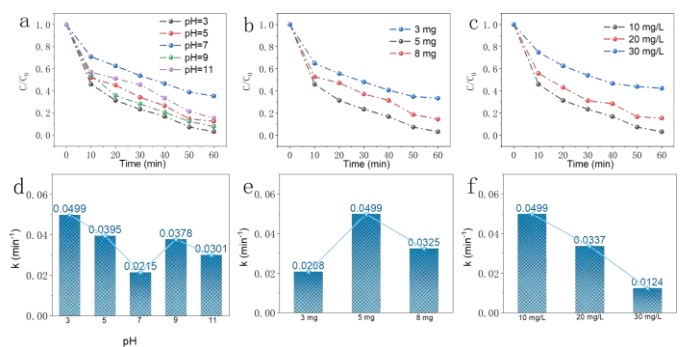 a
pH=3
pH=5
pH=7
pH=9
pH=11
1.0
0.8
0.6
0.4
0.2
0.0
C/C₀
0 10 20 30 40 50 60
Time (min)
b
3 mg
5 mg
8 mg
1.0
0.8
0.6
0.4
0.2
0.0
C/C₀
0 10 20 30 40 50 60
Time (min)
c
10 mg/L
20 mg/L
30 mg/L
1.0
0.8
0.6
0.4
0.2
0.0
C/C₀
0 10 20 30 40 50 60
Time (min)
d
0.06
0.04
0.02
0.00
k (min⁻¹)
0.0499
0.0395
0.0215
0.0378
0.0301
3 5 7 9 11
pH
e
0.06
0.04
0.02
0.00
k (min⁻¹)
0.0208
0.0499
0.0325
3 mg 5 mg 8 mg
f
0.06
0.04
0.02
0.00
k (min⁻¹)
0.0499
0.0337
0.0124
10 mg/L 20 mg/L 30 mg/L